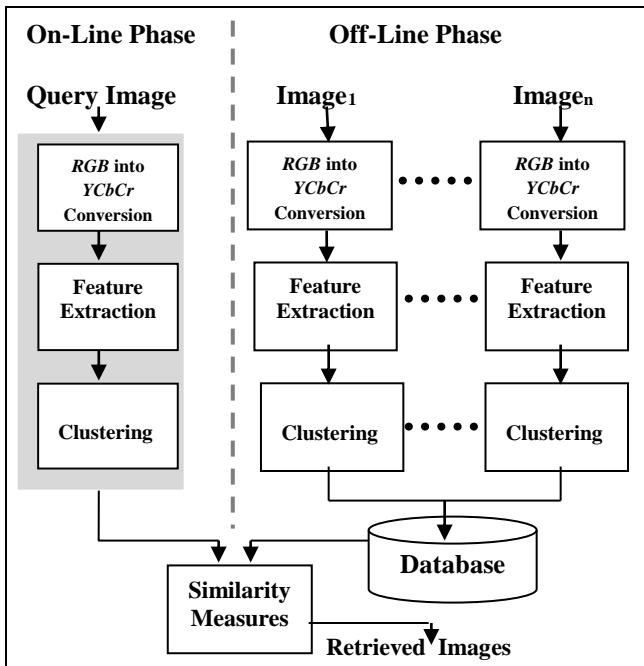 On-Line Phase
Off-Line Phase
Query Image
Image1
Imagen
RGB into
YCbCr
Conversion
RGB into
YCbCr
Conversion
RGB into
YCbCr
Conversion
Feature
Extraction
Feature
Extraction
Feature
Extraction
Clustering
Clustering
Clustering
Database
Similarity
Measures
Retrieved Images